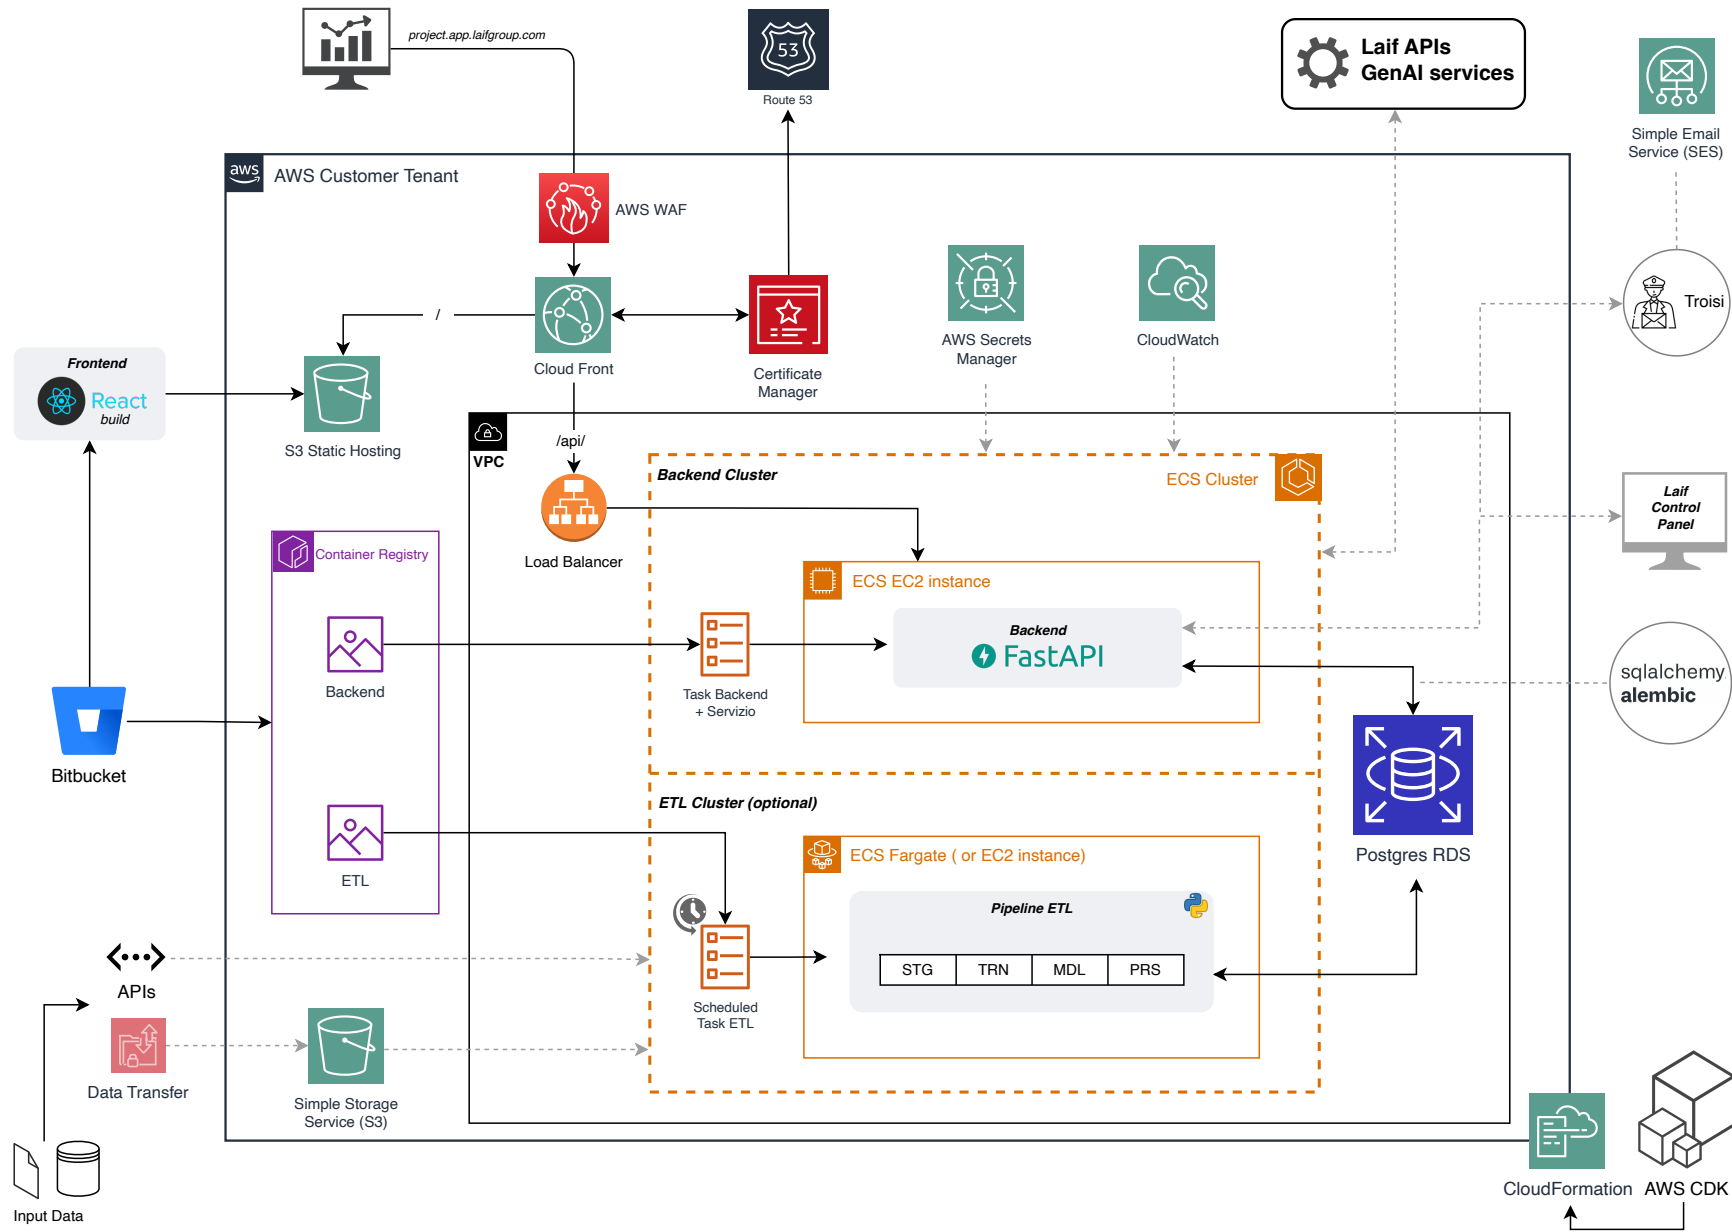 project.app.laifgroup.com
53
Route 53
Laif APIs
GenAI services
Simple Email
Service (SES)
aws
AWS Customer Tenant
AWS WAF
Troisi
/
Cloud Front
Certificate
Manager
AWS Secrets
Manager
CloudWatch
Frontend
React
build
S3 Static Hosting
VPC
/api/
Load Balancer
Backend Cluster
ECS Cluster
Laif
Control
Panel
Container Registry
ECS EC2 instance
Backend
FastAPI
Backend
Task Backend
+ Servizio
sqlalchemy
alembic
Bitbucket
ETL Cluster (optional)
Postgres RDS
ETL
ECS Fargate ( or EC2 instance)
Pipeline ETL
STG
TRN
MDL
PRS
APIs
Scheduled
Task ETL
Data Transfer
Simple Storage
Service (S3)
Input Data
CloudFormation
AWS CDK